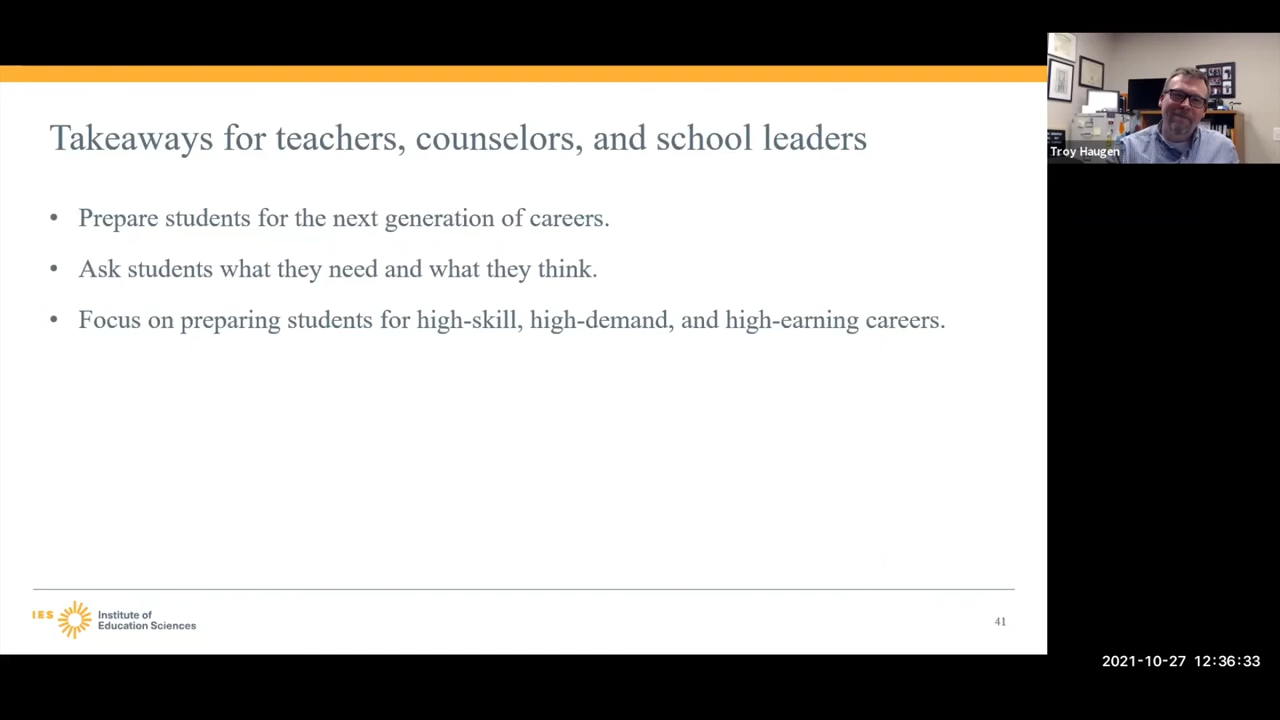 Takeaways for teachers, counselors, and school leaders
• Prepare students for the next generation of careers.
• Ask students what they need and what they think.
• Focus on preparing students for high-skill, high-demand, and high-earning careers.
IES
Institute of
Education Sciences
41
Troy Haugen
2021-10-27 12:36:33